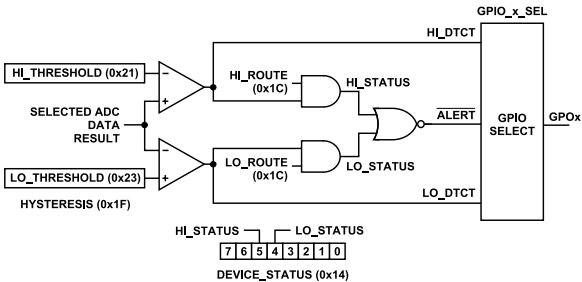 GPIO_x_SEL
HI_DTCT
HI_THRESHOLD (0x21)
−
+
HI_ROUTE
(0x1C)
HI_STATUS
SELECTED ADC
DATA
RESULT
ALERT
GPIO
SELECT
GPOx
−
+
LO_ROUTE
(0x1C)
LO_STATUS
LO_THRESHOLD (0x23)
HYSTERESIS (0x1F)
LO_DTCT
HI_STATUS
LO_STATUS
7 6 5 4 3 2 1 0
DEVICE_STATUS (0x14)